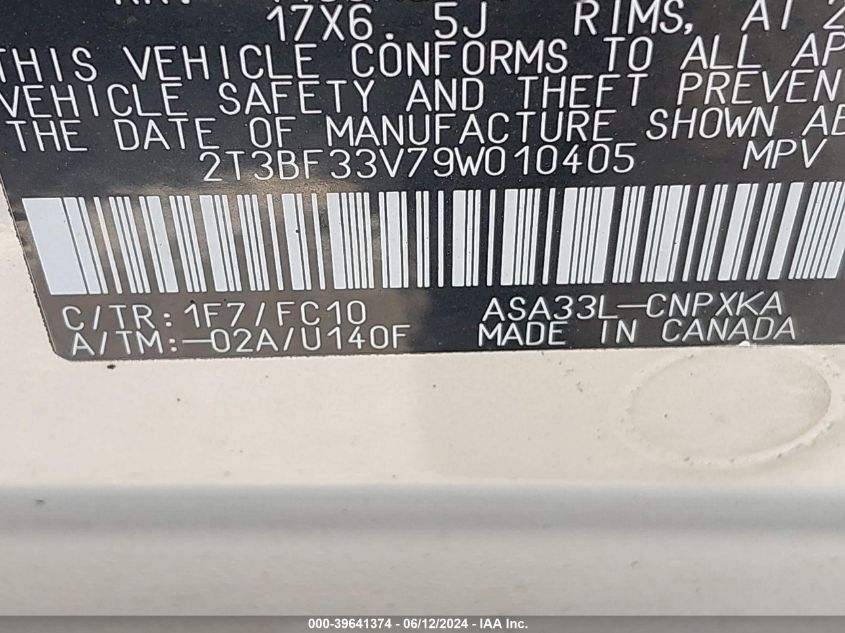 17X6. 5J RIMS, AT 2
THIS VEHICLE CONFORMS TO ALL AP
VEHICLE SAFETY AND THEFT PREVEN
THE DATE OF MANUFACTURE SHOWN AB
2T3BF33V79W010405 MPV
C/TR: 1F7/FC10 ASA33L-CNPXKA
A/TM:-02A/U140F MADE IN CANADA
000-39641374 - 06/12/2024 - IAA Inc.